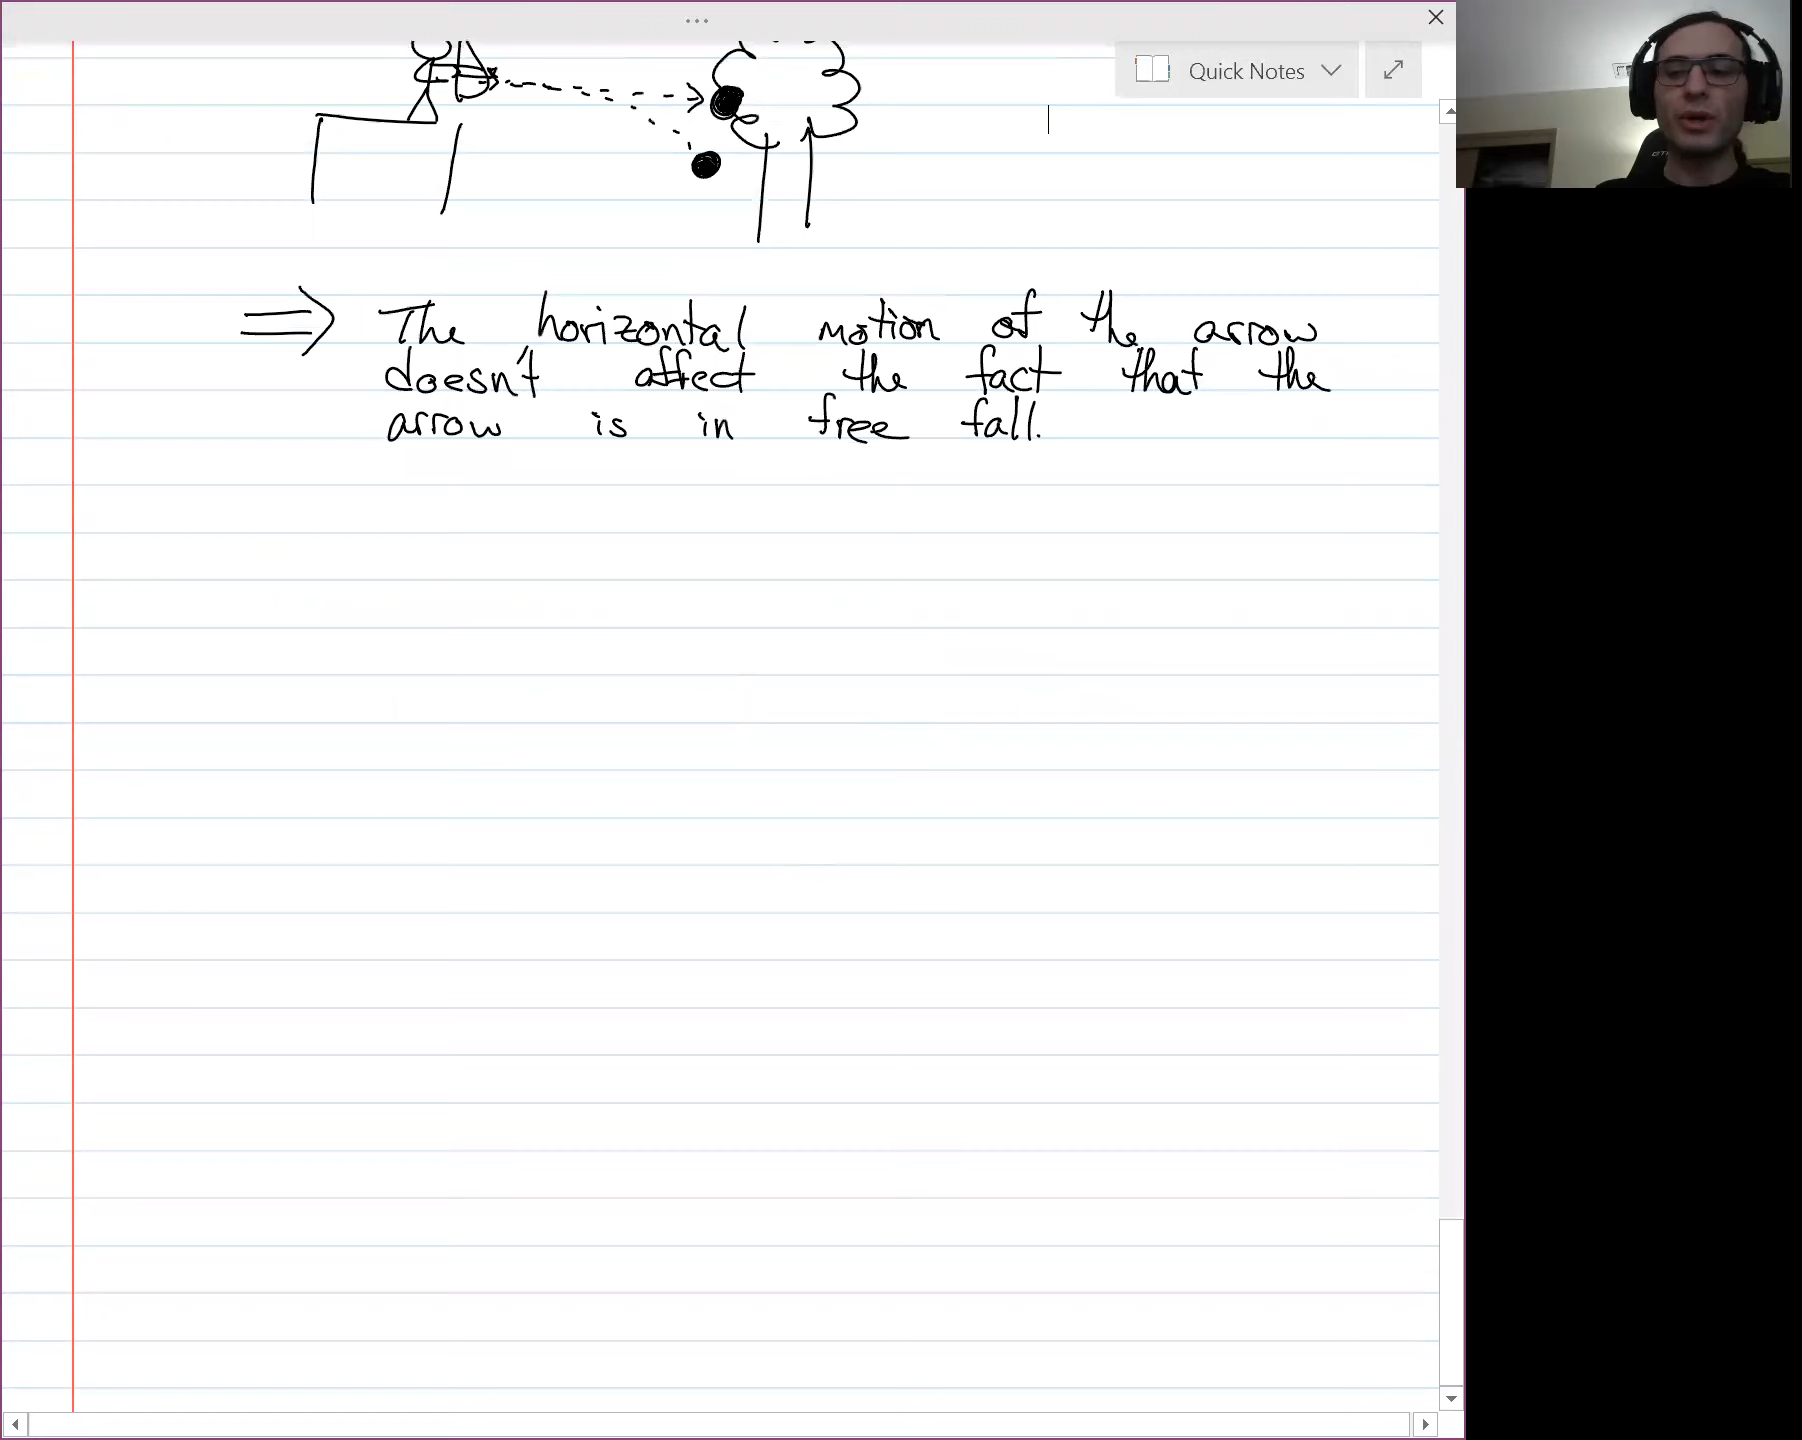 Quick Notes
⇒ The horizontal motion of the arrow
doesn't affect the fact that the
arrow is in free fall.